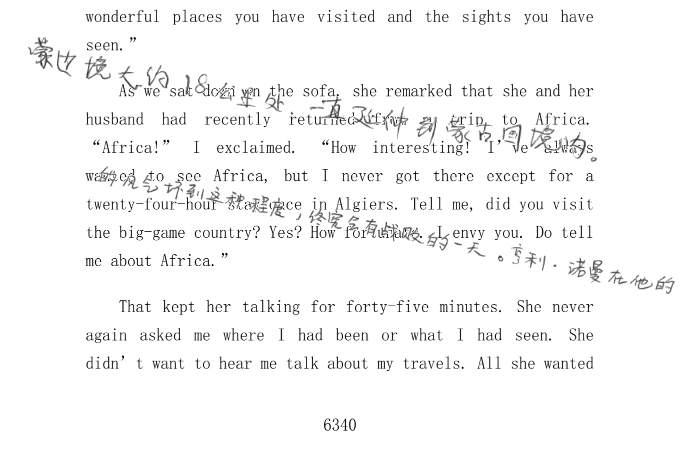 wonderful places you have visited and the sights you have
seen.”
蒙边境大约18公里处一直延伸到蒙古国境内。
As we sat down on the sofa, she remarked that she and her
husband had recently returned from a trip to Africa.
“Africa!” I exclaimed. “How interesting! I’ve always
wanted to see Africa, but I never got there except for a
的风气坏到这种程度，终究会有战败的一天。亨利·诺曼在他的
twenty-four-hour stay once in Algiers. Tell me, did you visit
the big-game country? Yes? How fortunate. I envy you. Do tell
me about Africa.”
That kept her talking for forty-five minutes. She never
again asked me where I had been or what I had seen. She
didn’t want to hear me talk about my travels. All she wanted
6340